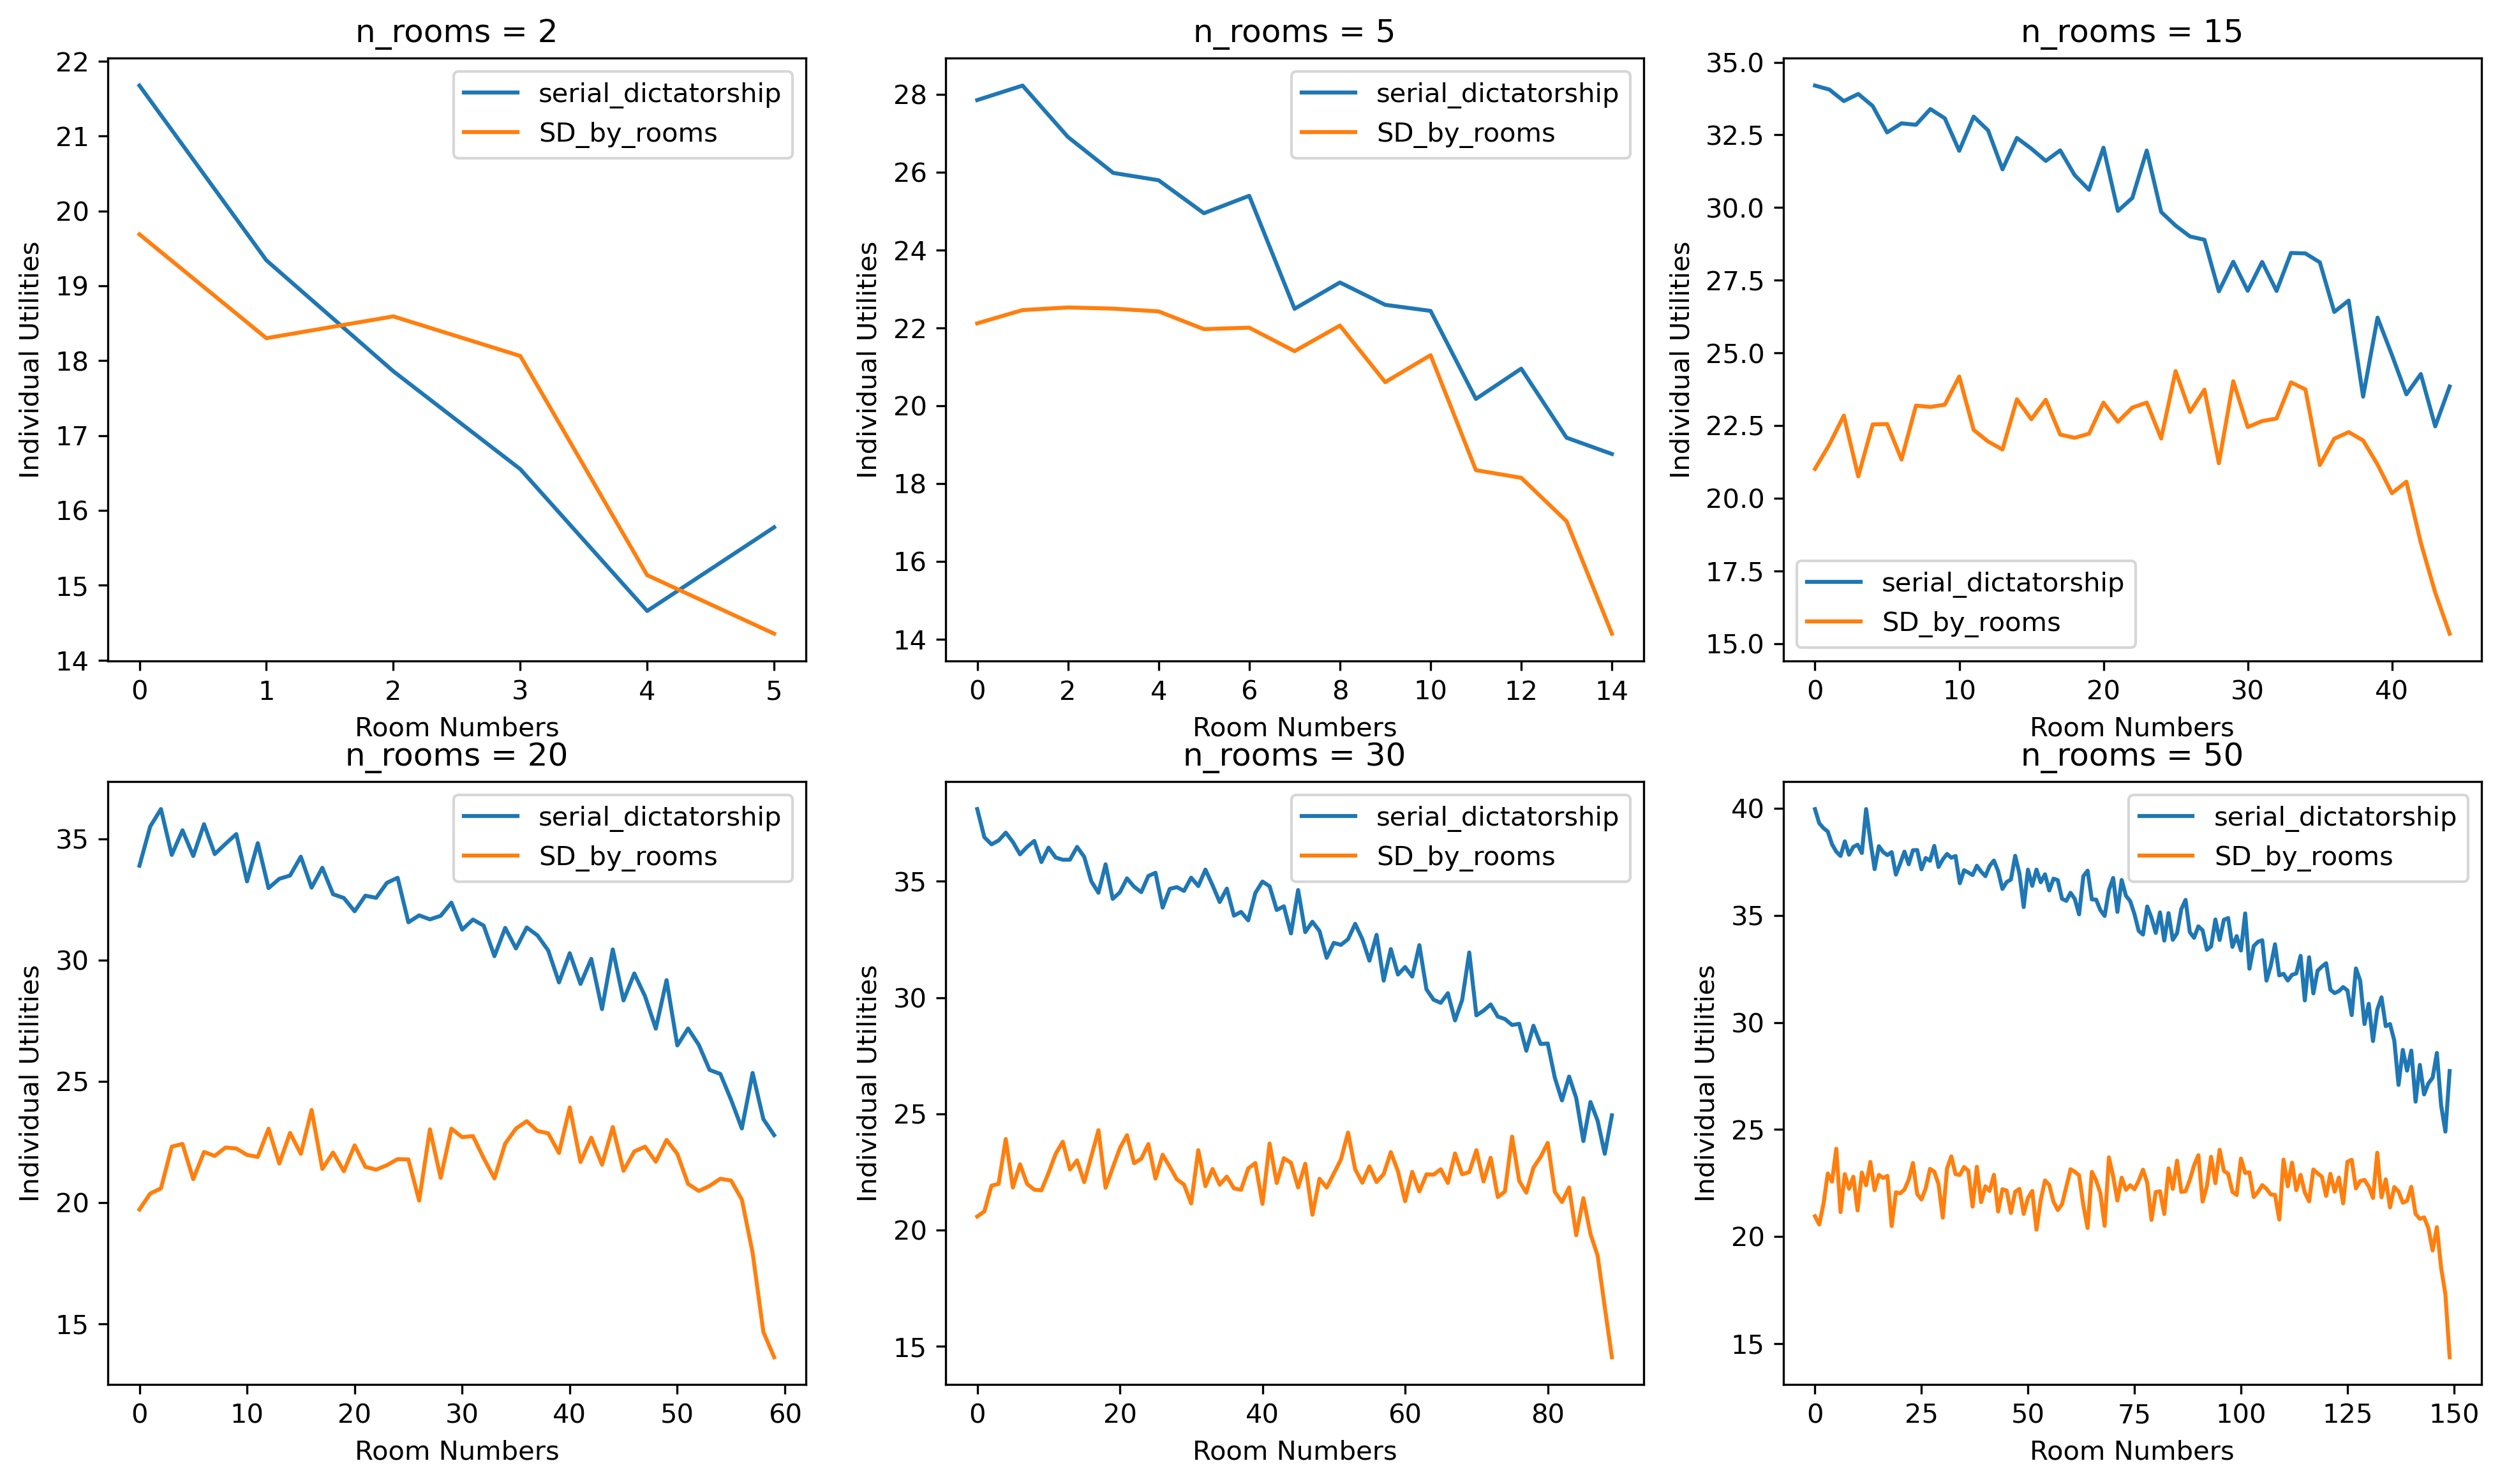 n_rooms = 2
22
21
20
19
18
17
16
15
14
Individual Utilities
serial_dictatorship
SD_by_rooms
0 1 2 3 4 5
Room Numbers
n_rooms = 5
28
26
24
22
20
18
16
14
Individual Utilities
serial_dictatorship
SD_by_rooms
0 2 4 6 8 10 12 14
Room Numbers
n_rooms = 15
35.0
32.5
30.0
27.5
25.0
22.5
20.0
17.5
15.0
Individual Utilities
serial_dictatorship
SD_by_rooms
0 10 20 30 40
Room Numbers
n_rooms = 20
35
30
25
20
15
Individual Utilities
serial_dictatorship
SD_by_rooms
0 10 20 30 40 50 60
Room Numbers
n_rooms = 30
35
30
25
20
15
Individual Utilities
serial_dictatorship
SD_by_rooms
0 20 40 60 80
Room Numbers
n_rooms = 50
40
35
30
25
20
15
Individual Utilities
serial_dictatorship
SD_by_rooms
0 25 50 75 100 125 150
Room Numbers